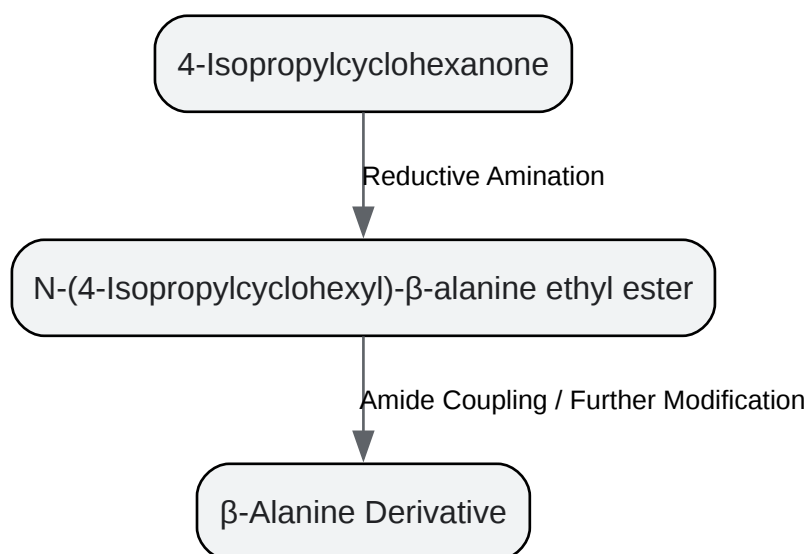 4-Isopropylcyclohexanone
Reductive Amination
N-(4-Isopropylcyclohexyl)-β-alanine ethyl ester
Amide Coupling / Further Modification
β-Alanine Derivative